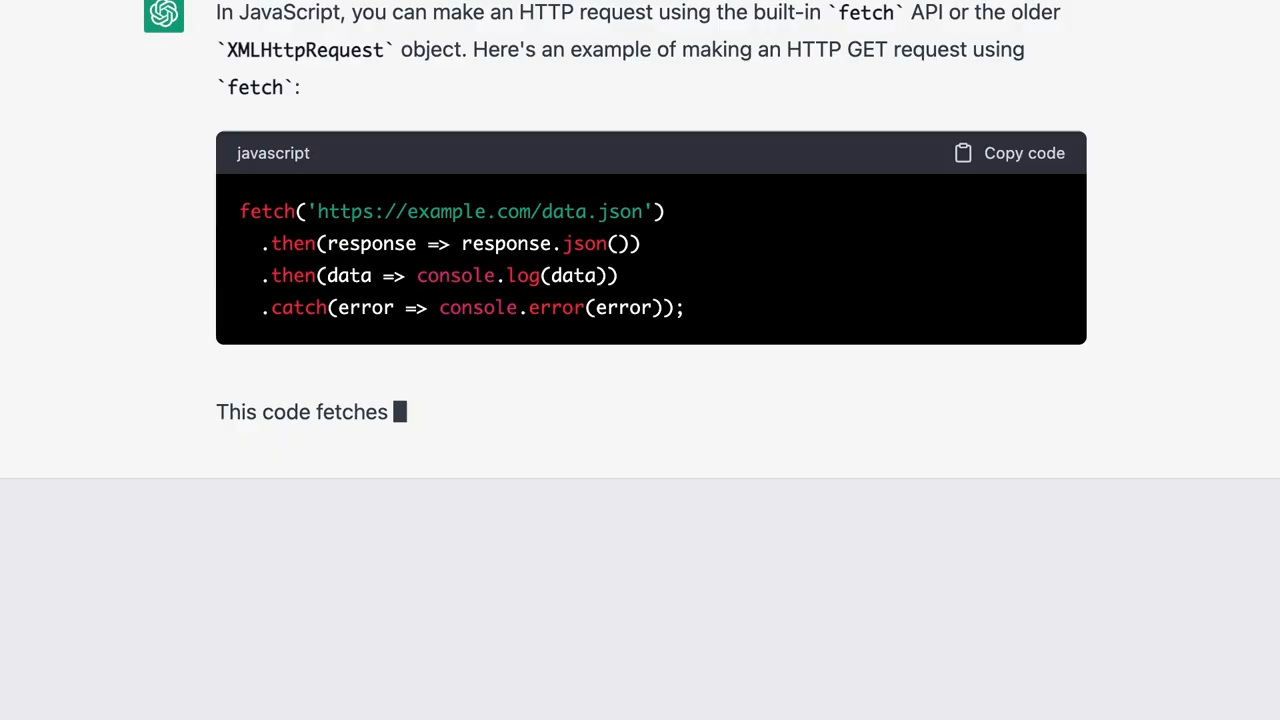 In JavaScript, you can make an HTTP request using the built-in `fetch` API or the older
`XMLHttpRequest` object. Here's an example of making an HTTP GET request using
`fetch`:
javascript Copy code
fetch('https://example.com/data.json')
  .then(response => response.json())
  .then(data => console.log(data))
  .catch(error => console.error(error));
This code fetches